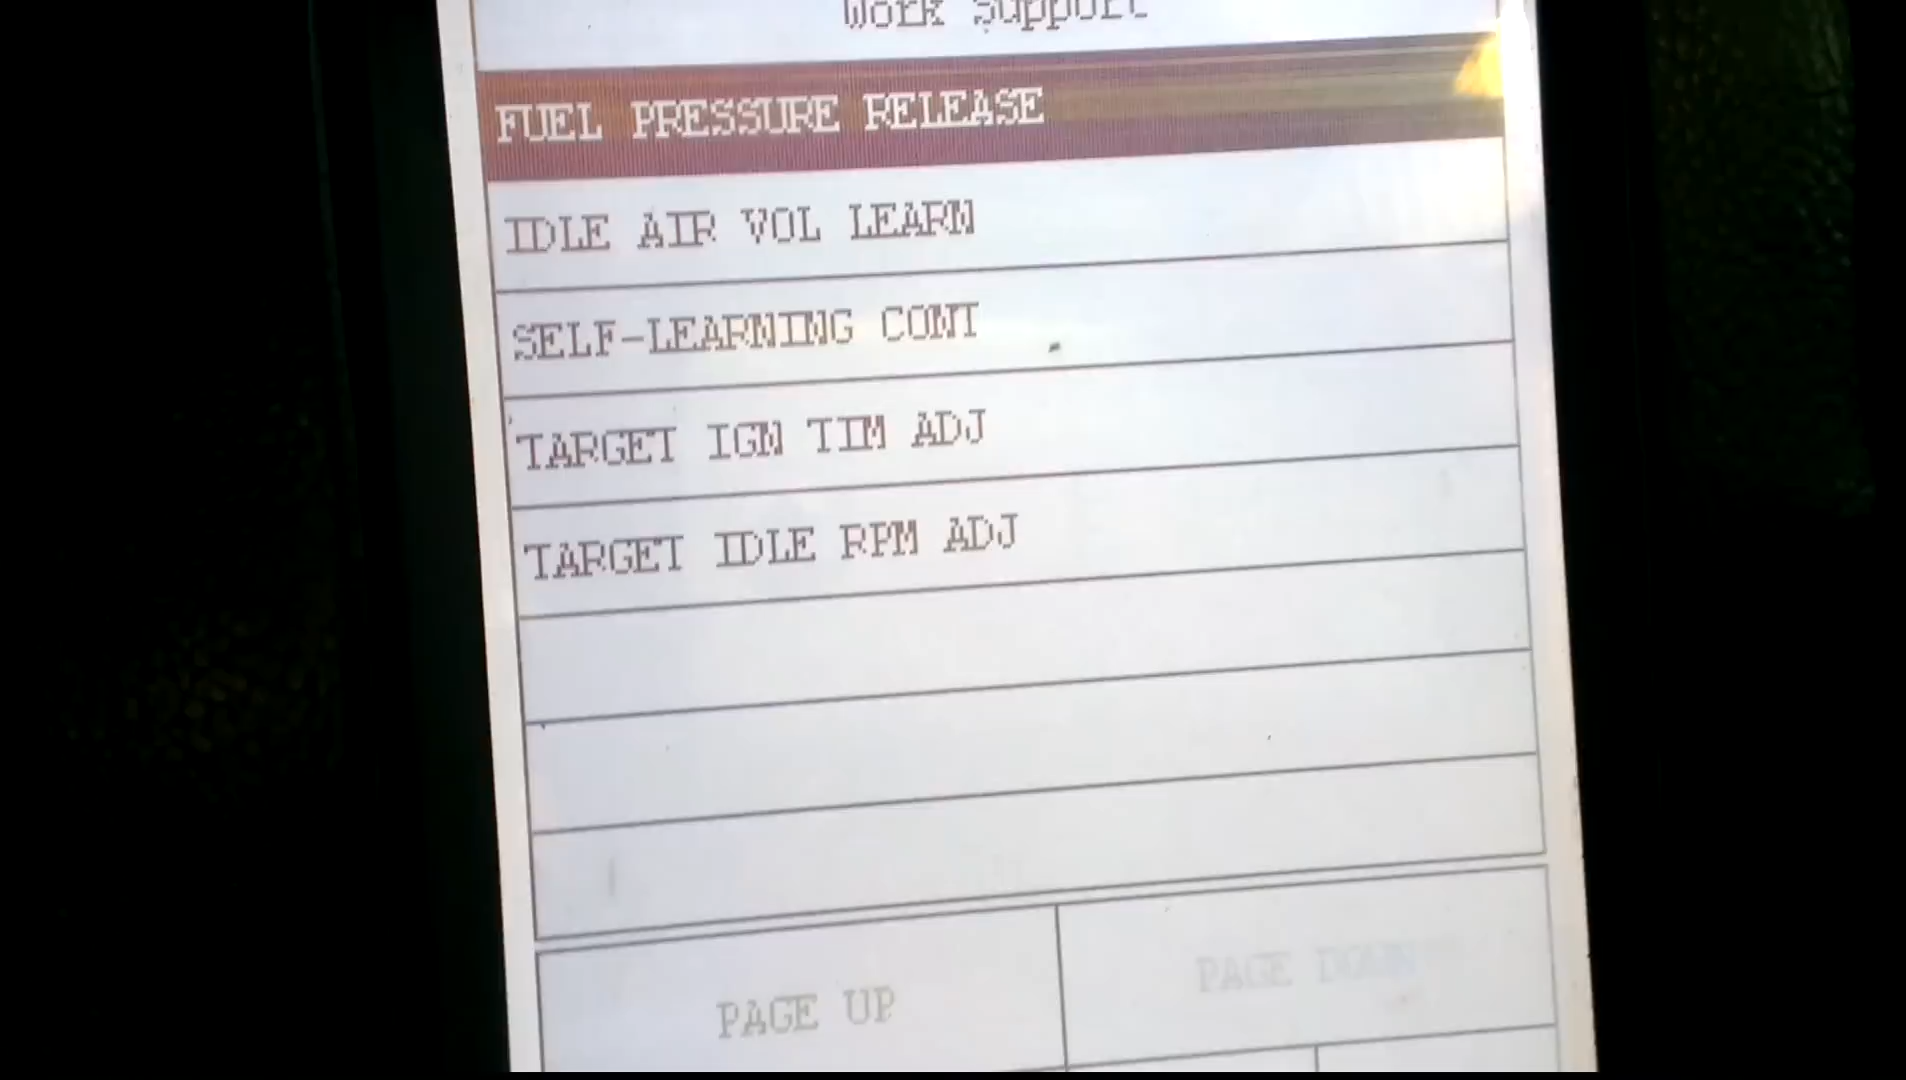 Work Support
FUEL PRESSURE RELEASE
IDLE AIR VOL LEARN
SELF-LEARNING CONT
TARGET IGN TIM ADJ
TARGET IDLE RPM ADJ
PAGE UP
PAGE DOWN